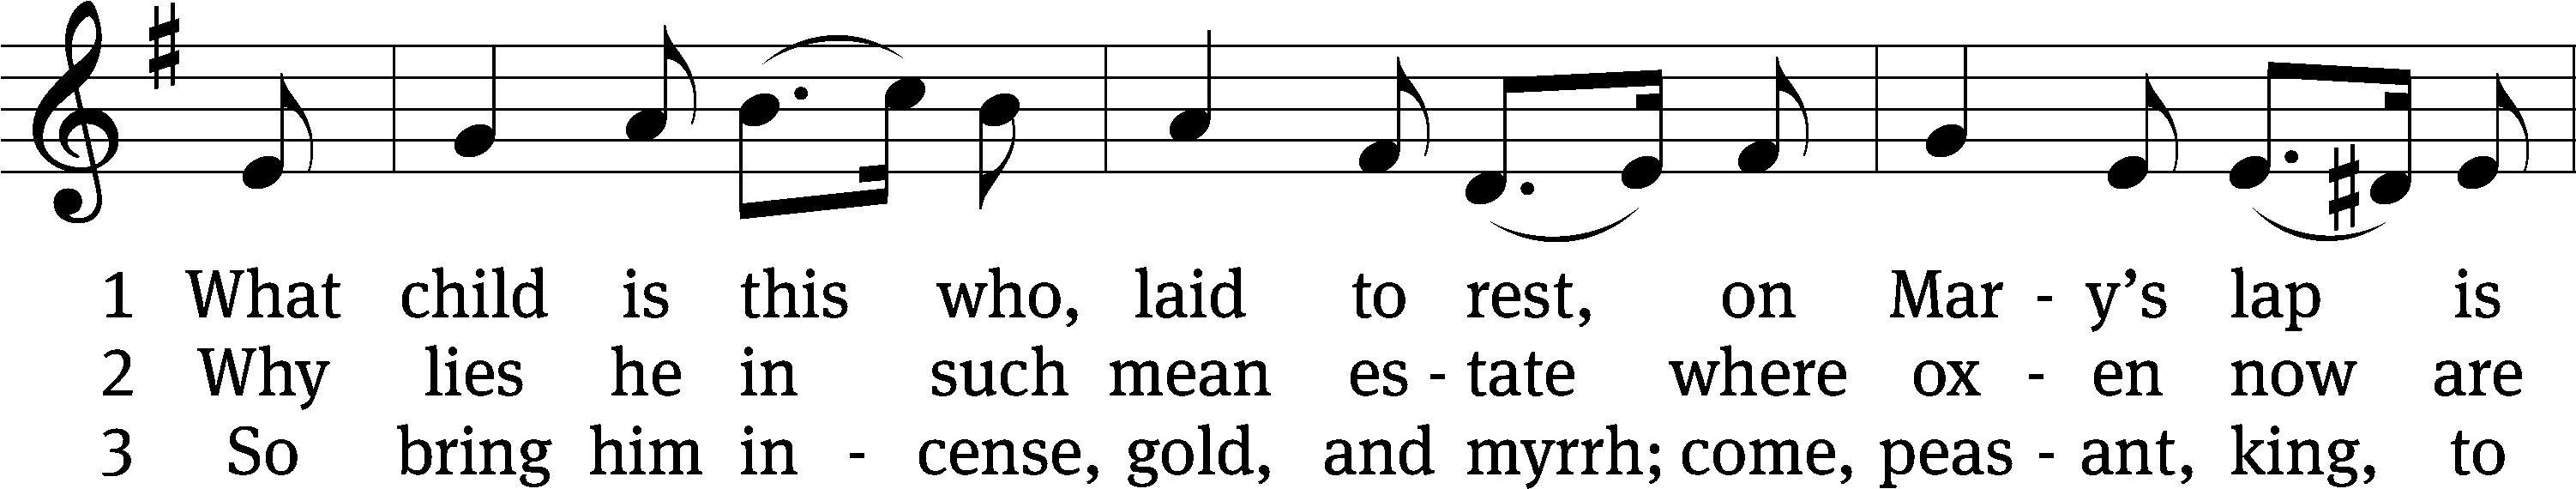 1 What child is this who, laid to rest, on Mar - y’s lap is
2 Why lies he in such mean es - tate where ox - en now are
3 So bring him in - cense, gold, and myrrh; come, peas - ant, king, to